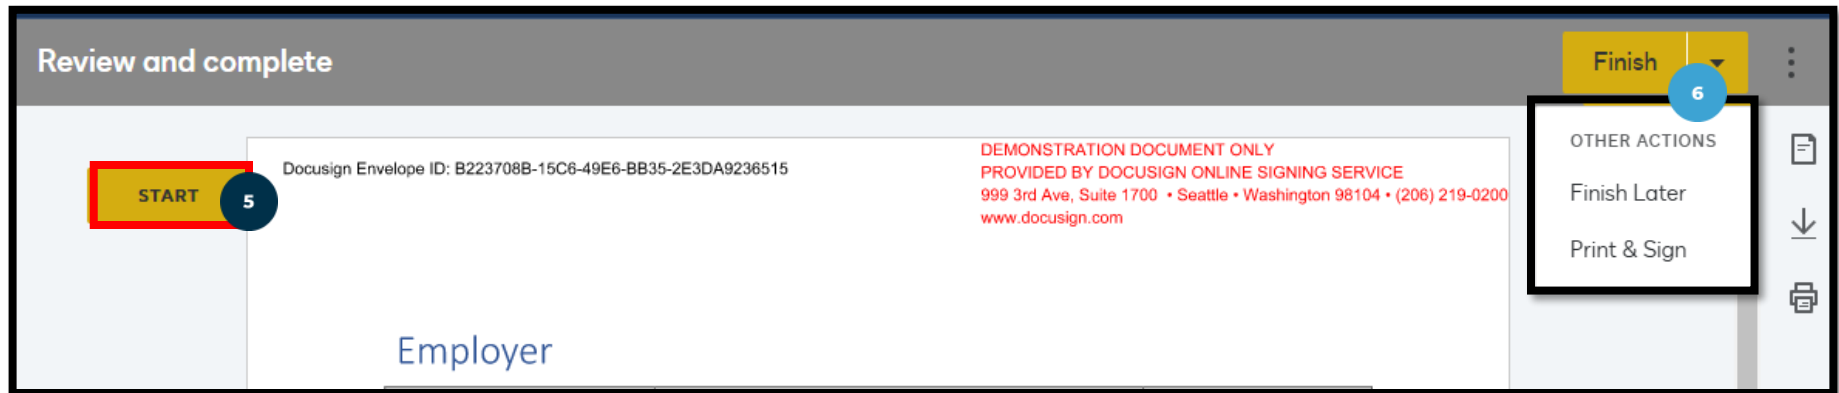 Review and complete
Finish
6
OTHER ACTIONS
Finish Later
Print & Sign
START
5
Docusign Envelope ID: B223708B-15C6-49E6-BB35-2E3DA9236515
DEMONSTRATION DOCUMENT ONLY
PROVIDED BY DOCUSIGN ONLINE SIGNING SERVICE
999 3rd Ave, Suite 1700 • Seattle • Washington 98104 • (206) 219-0200
www.docusign.com
Employer